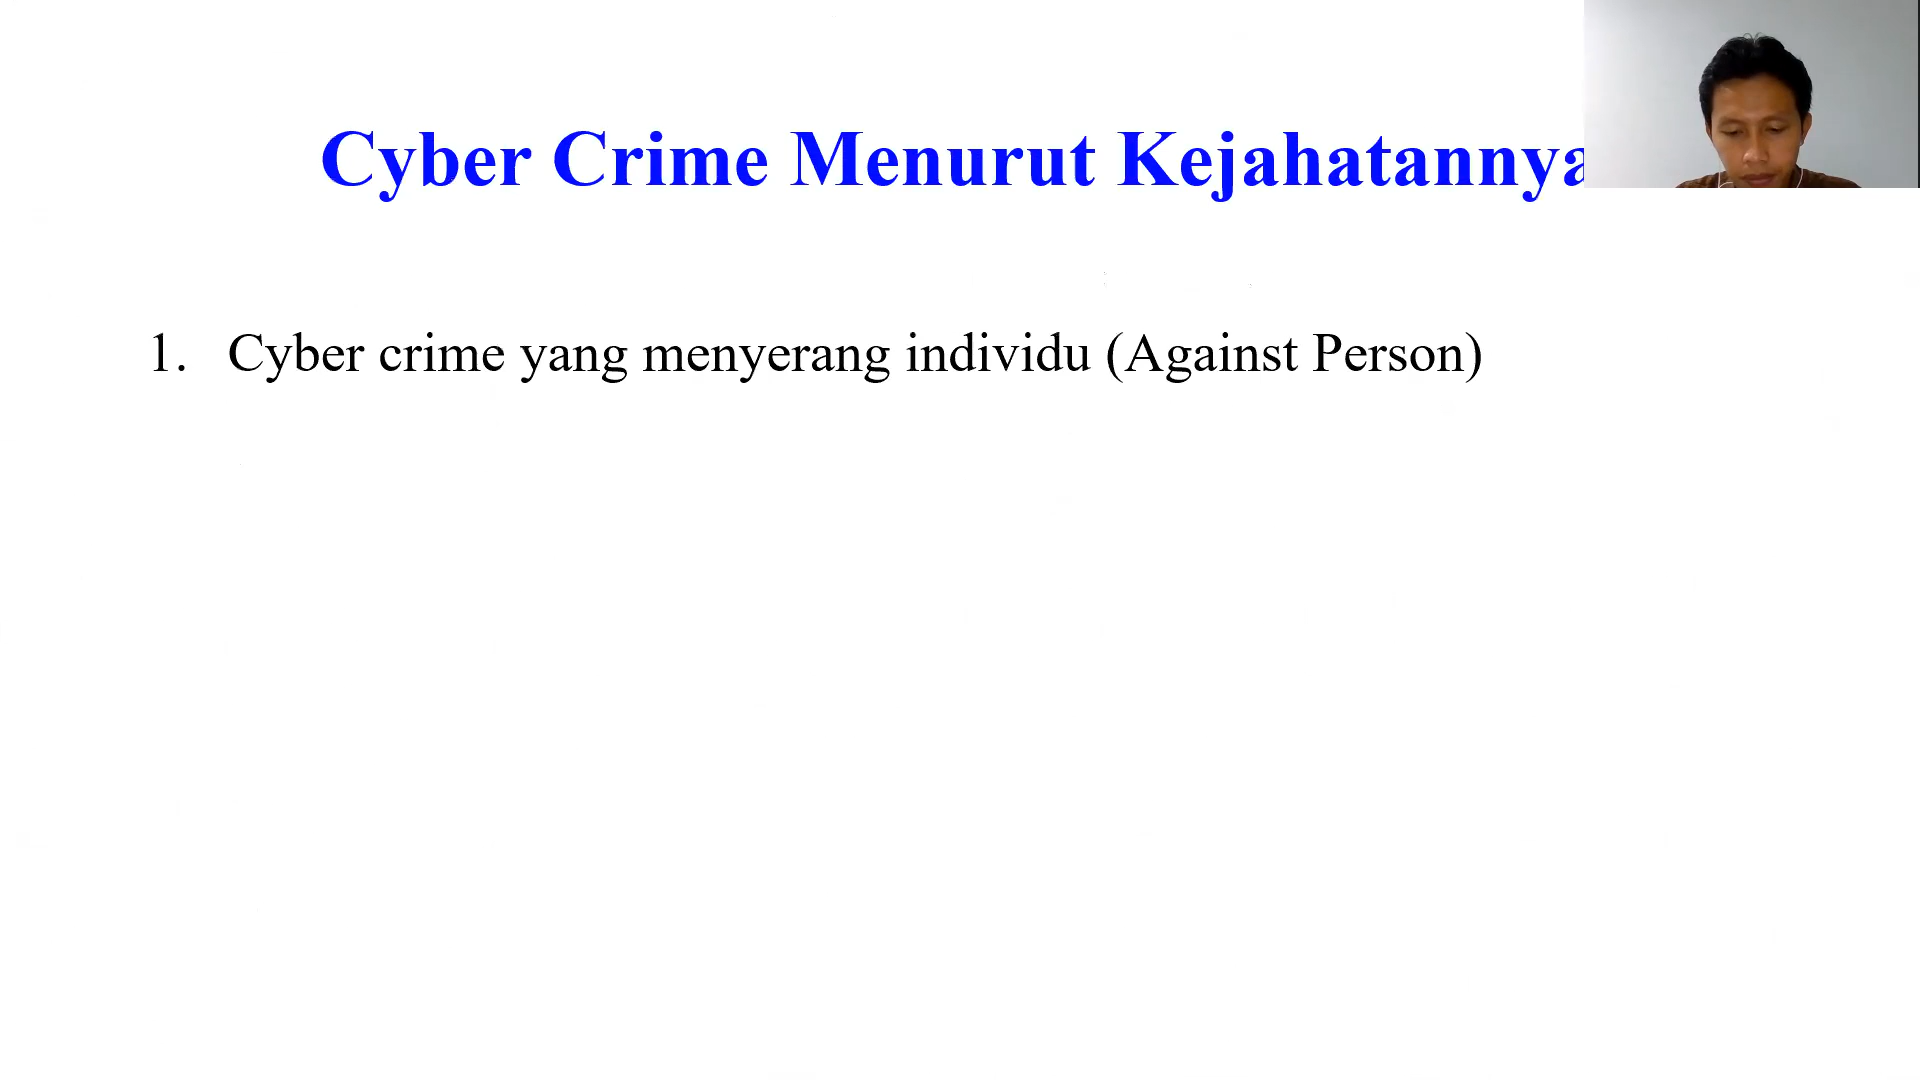 Cyber Crime Menurut Kejahatannya
1. Cyber crime yang menyerang individu (Against Person)